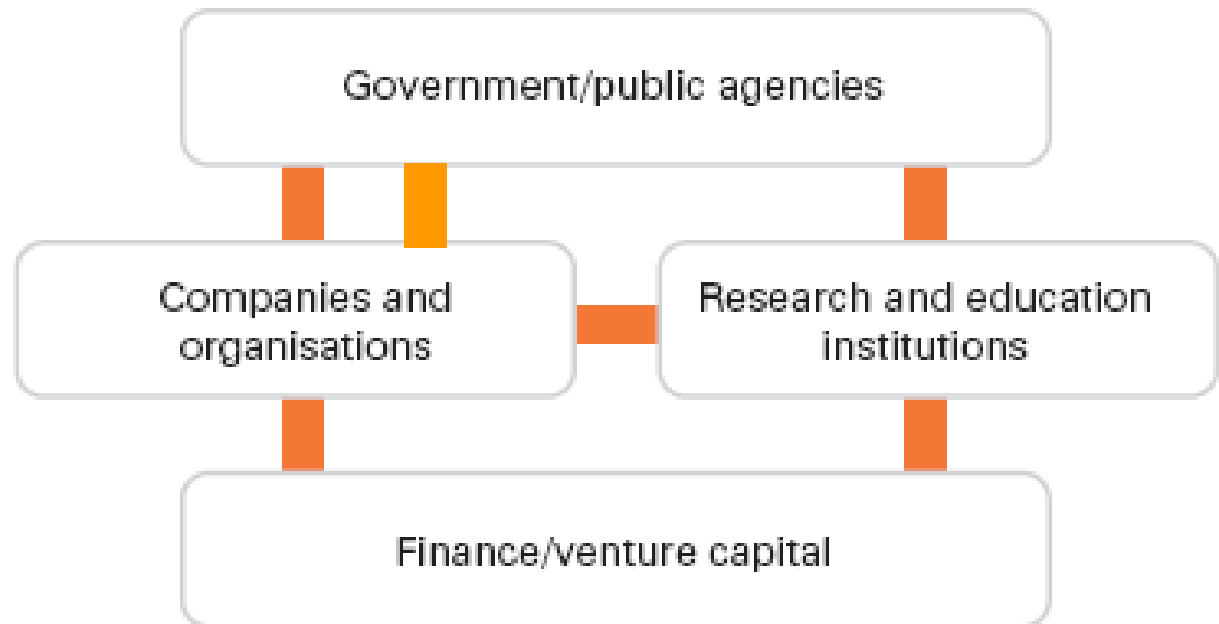 Government/public agencies
Companies and
organisations
Research and education
institutions
Finance/venture capital